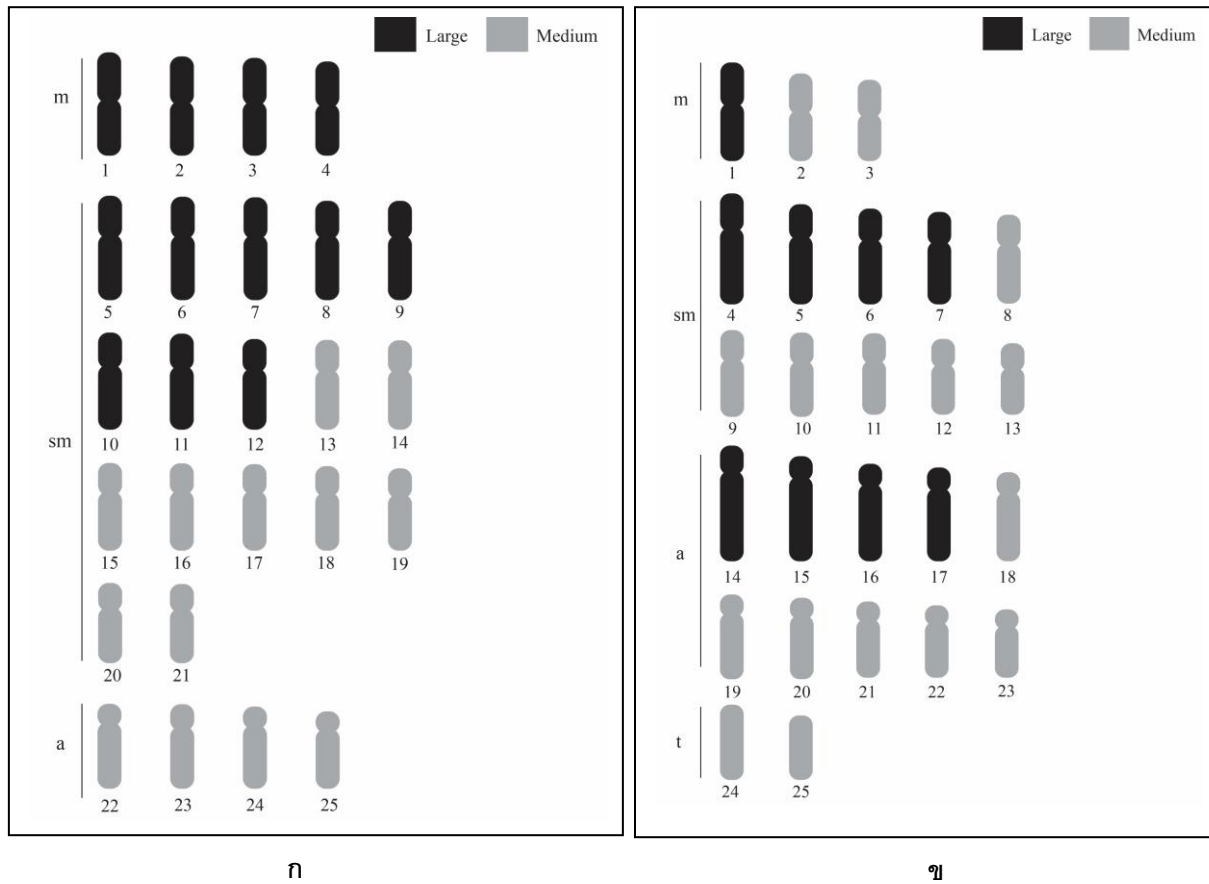 Large Medium
m
1 2 3 4
5 6 7 8 9
10 11 12 13 14
sm
15 16 17 18 19
20 21
a
22 23 24 25
ก
Large Medium
m
1 2 3
4 5 6 7 8
sm
9 10 11 12 13
a
14 15 16 17 18
19 20 21 22 23
t
24 25
ข